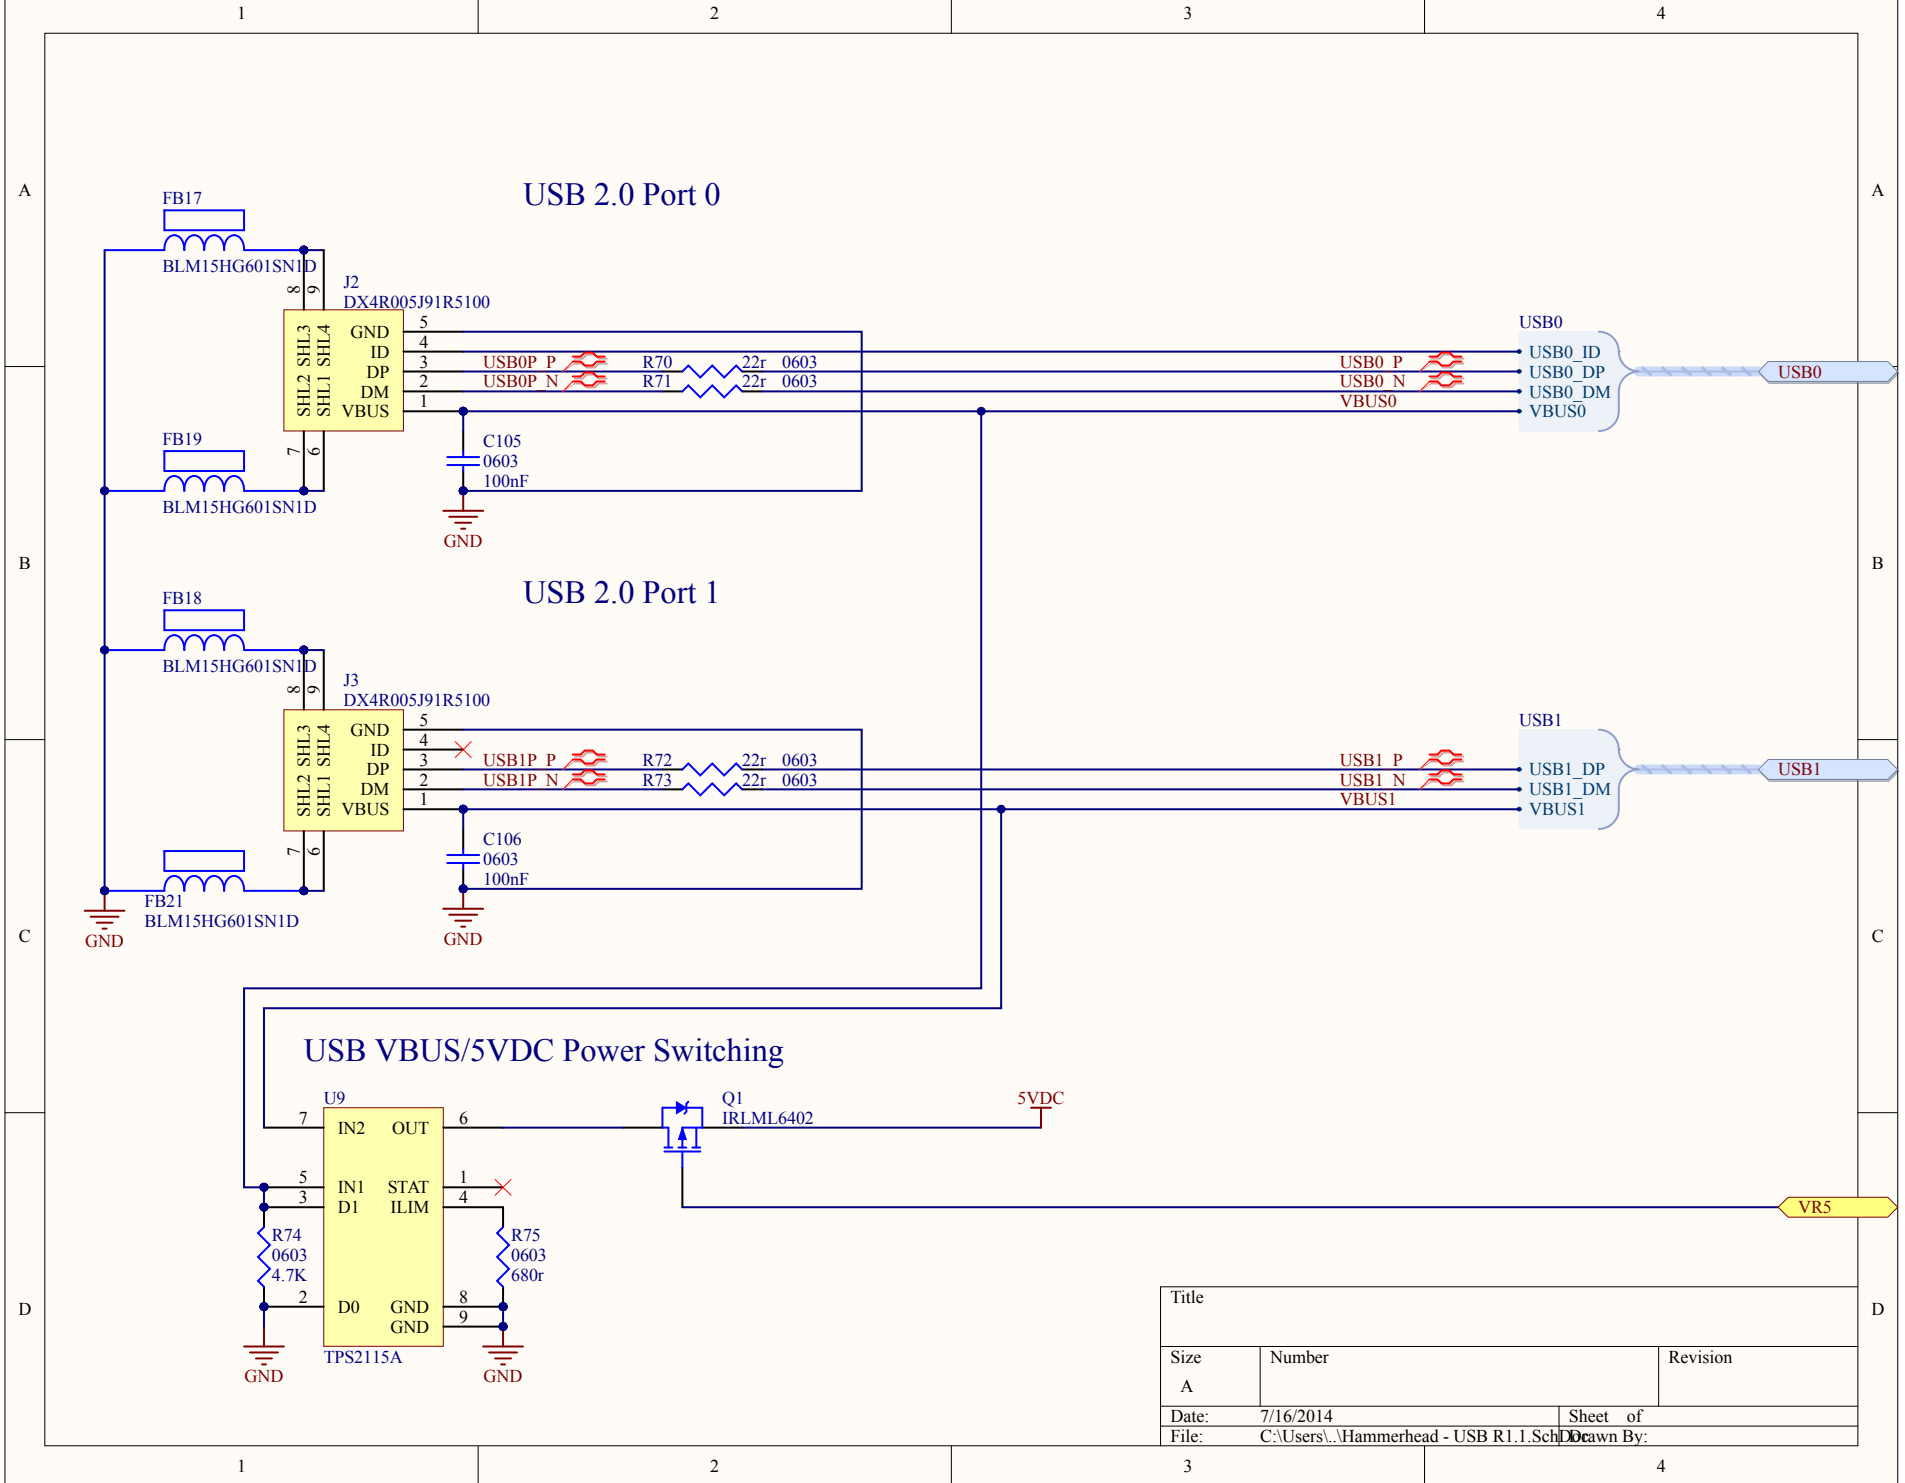 1 2 3 4
A A
USB 2.0 Port 0
FB17
BLM15HG601SN1D
8 9
J2
DX4R005J91R5100
SHL2 SHL3
SHL1 SHL4
GND 5
ID 4
DP 3
DM 2
VBUS 1
7 6
USB0P_P R70 22r 0603
USB0P_N R71 22r 0603
USB0_P
USB0_N
VBUS0
USB0
USB0_ID
USB0_DP
USB0_DM
VBUS0
USB0
FB19
BLM15HG601SN1D
C105
0603
100nF
GND
B B
USB 2.0 Port 1
FB18
BLM15HG601SN1D
8 9
J3
DX4R005J91R5100
SHL2 SHL3
SHL1 SHL4
GND 5
ID 4
DP 3
DM 2
VBUS 1
7 6
USB1P_P R72 22r 0603
USB1P_N R73 22r 0603
USB1_P
USB1_N
VBUS1
USB1
USB1_DP
USB1_DM
VBUS1
USB1
C106
0603
100nF
GND
FB21
BLM15HG601SN1D
GND
C C
USB VBUS/5VDC Power Switching
U9
7 IN2 OUT 6
5 IN1 STAT 1
3 D1 ILIM 4
2 D0 GND 8
GND 9
TPS2115A
R74
0603
4.7K
GND
R75
0603
680r
GND
Q1
IRLML6402
5VDC
VR5
D D
Title
Size Number Revision
A
Date: 7/16/2014 Sheet of
File: C:\Users\..\Hammerhead - USB R1.1.SchDoc Drawn By:
1 2 3 4